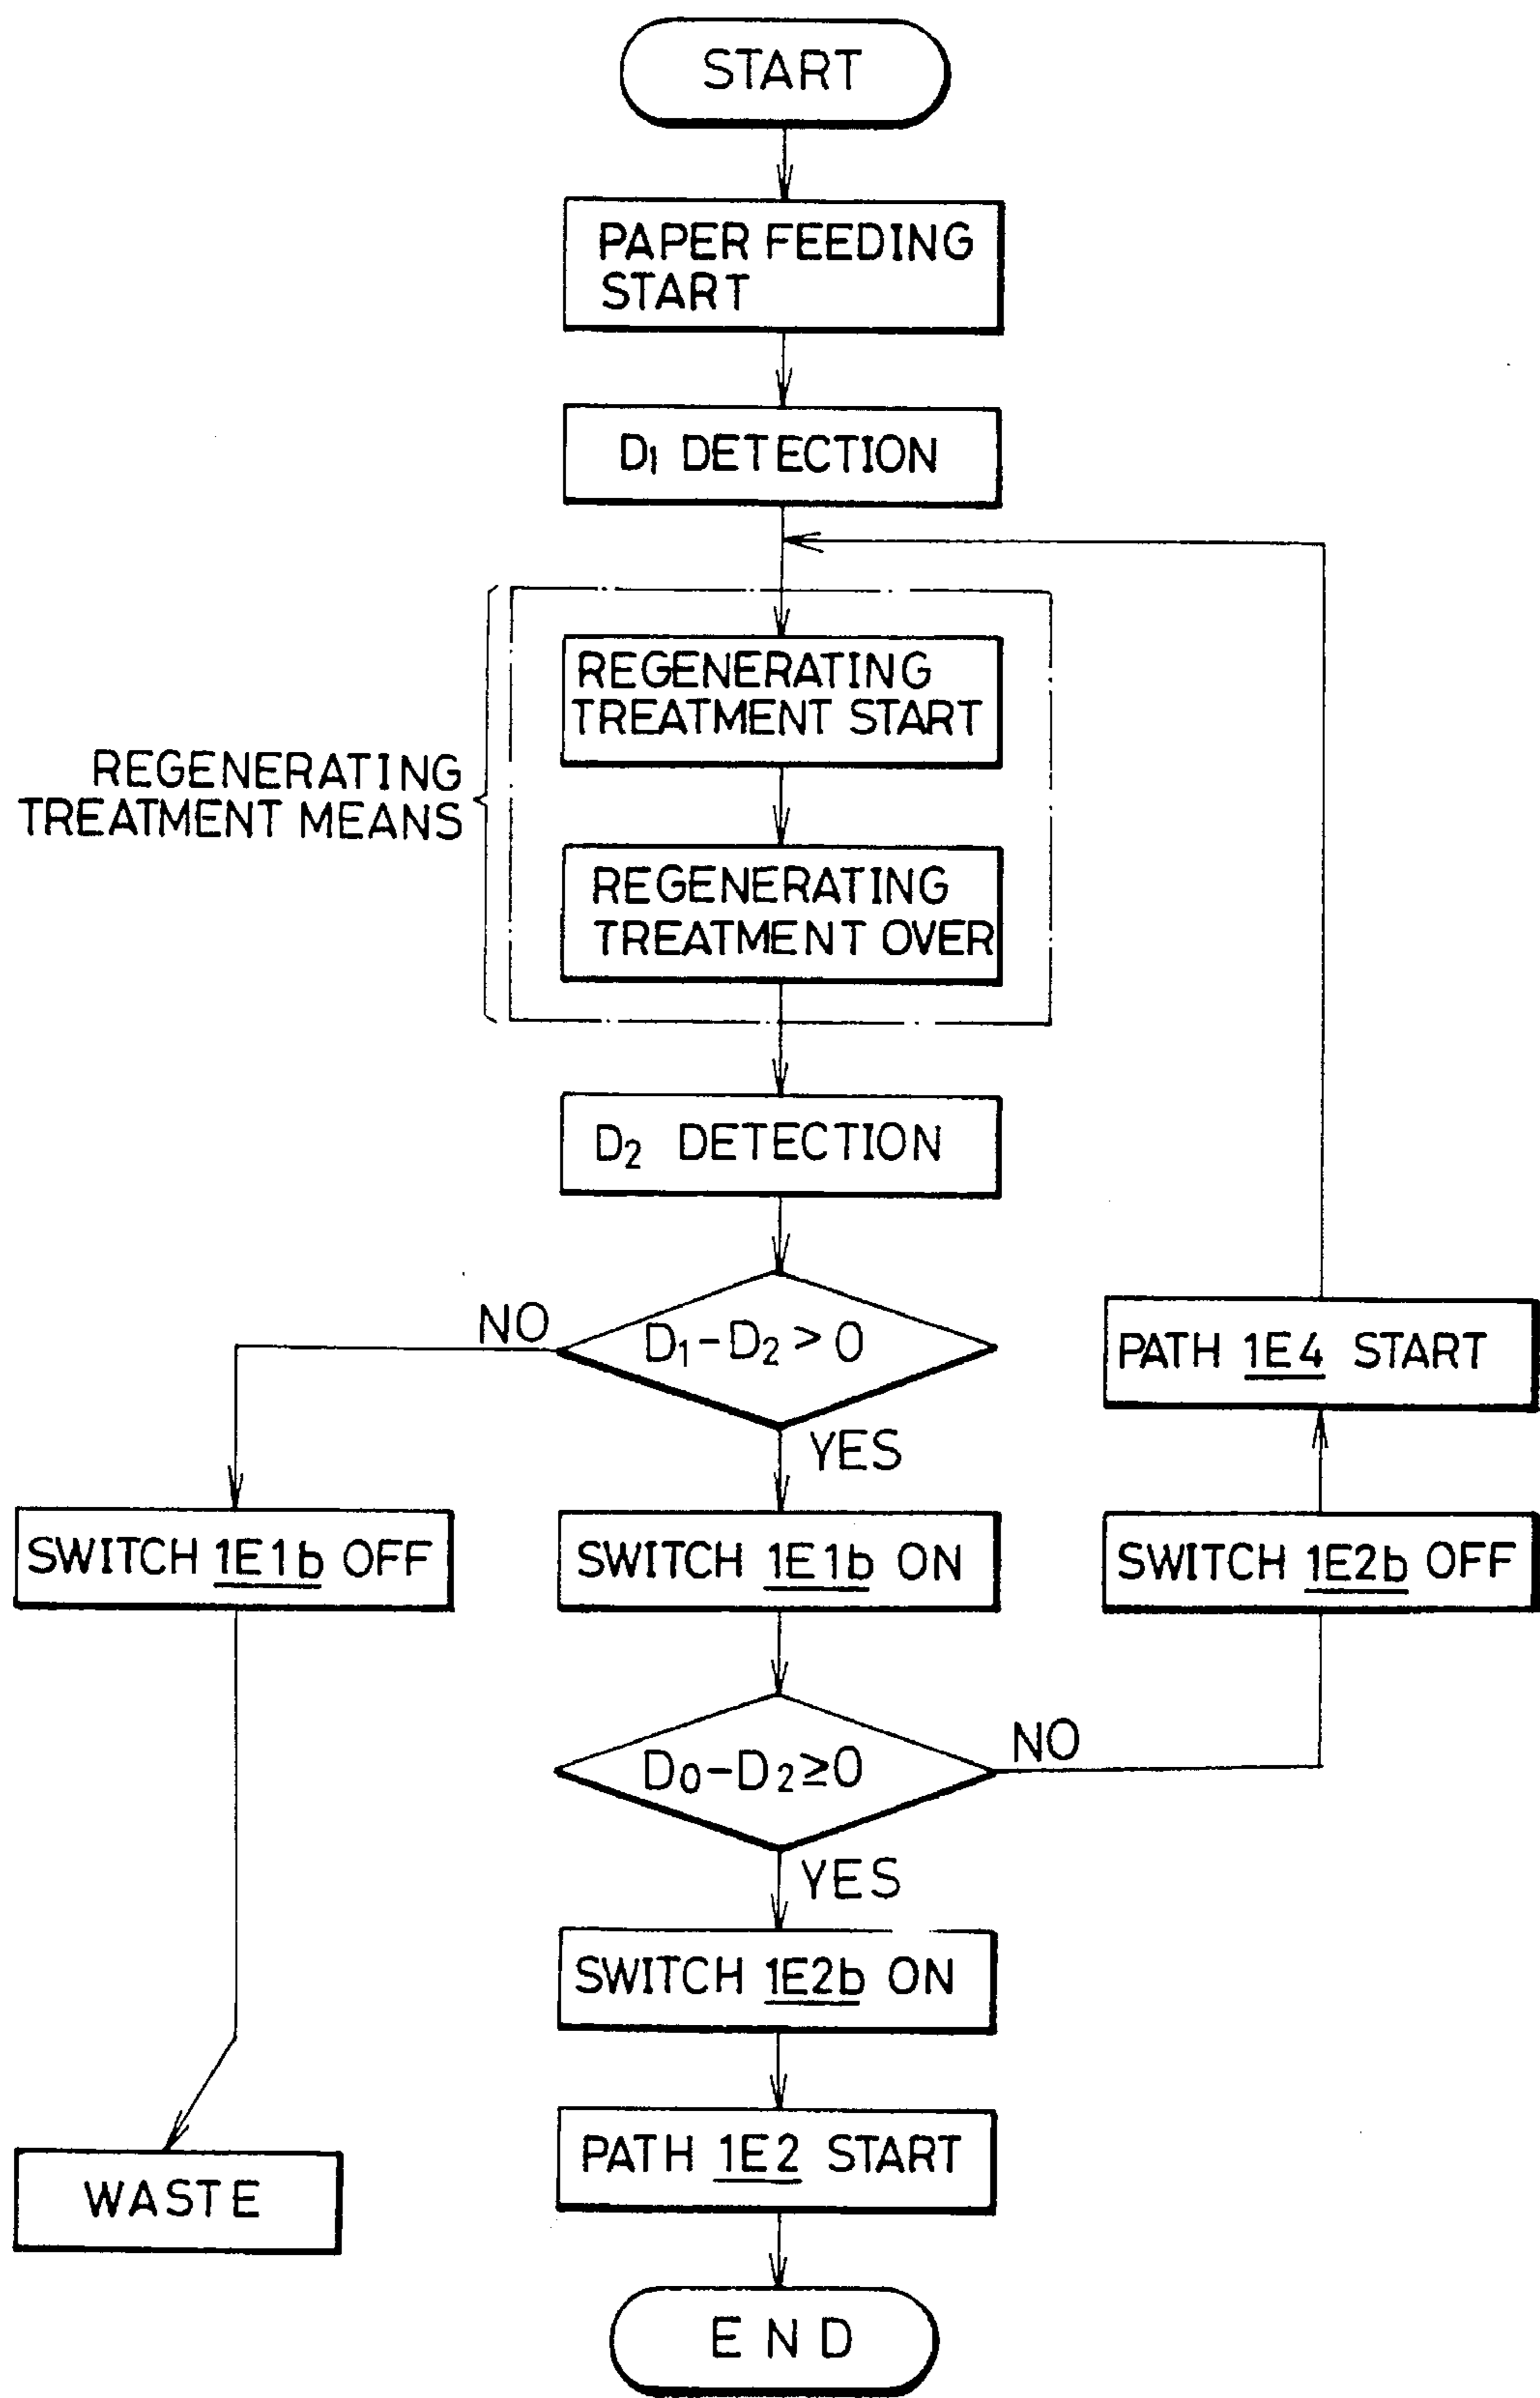 START
PAPER FEEDING
START
D₁ DETECTION
REGENERATING
TREATMENT START
REGENERATING
TREATMENT MEANS
REGENERATING
TREATMENT OVER
D₂ DETECTION
NO
D₁-D₂ > 0
YES
PATH 1E4 START
SWITCH 1E1b OFF
SWITCH 1E1b ON
SWITCH 1E2b OFF
D₀-D₂≥0
NO
YES
SWITCH 1E2b ON
PATH 1E2 START
WASTE
END